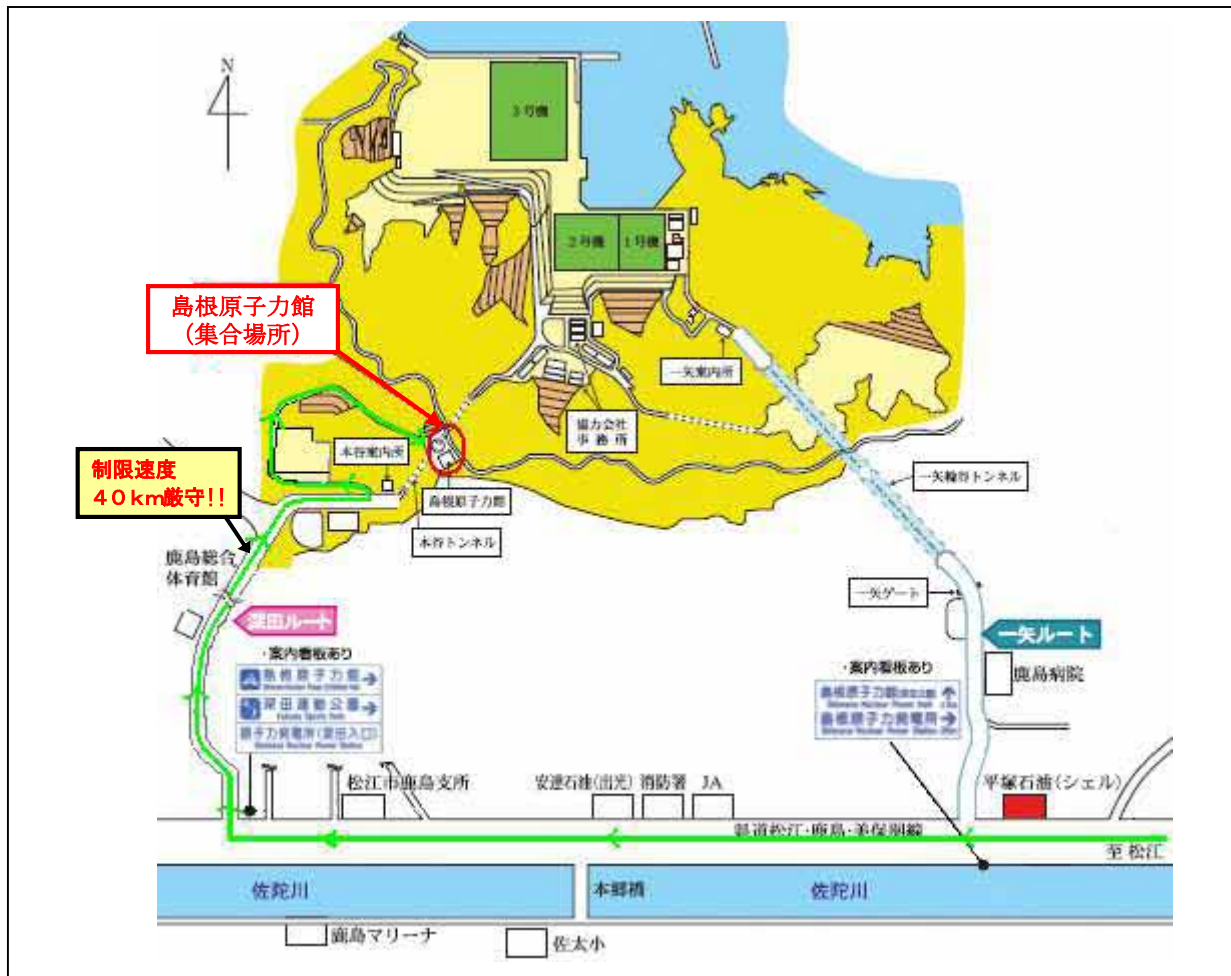 N
3号機
2号機
1号機
島根原子力館
(集合場所)
一矢案内所
協力会社
事務所
本谷案内所
制限速度
40km厳守!!
島根原子力館
一矢輪谷トンネル
本谷トンネル
鹿島総合
体育館
一矢ゲート
深田ルート
一矢ルート
・案内看板あり
島根原子力館
深田運動公園
原子力発電所(深田入口)
・案内看板あり
島根原子力館
島根原子力発電所
鹿島病院
松江市鹿島支所
安達石油(出光)
消防署
JA
平塚石油(シェル)
県道松江・鹿島・美保関線
至 松江
佐陀川
本郷橋
佐陀川
鹿島マリーナ
佐太小